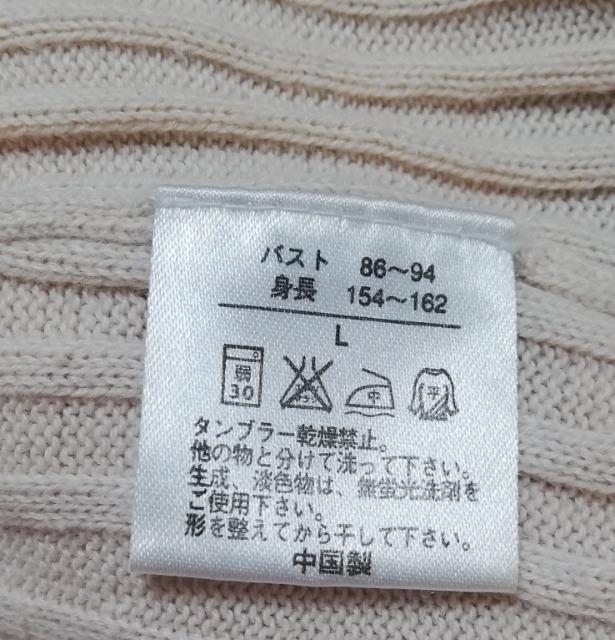 バスト 86～94
身長 154～162
L
弱
30
中
平
タンブラー乾燥禁止。
他の物と分けて洗って下さい。
生成、淡色物は、無蛍光洗剤を
ご使用下さい。
形を整えてから干して下さい。
中国製